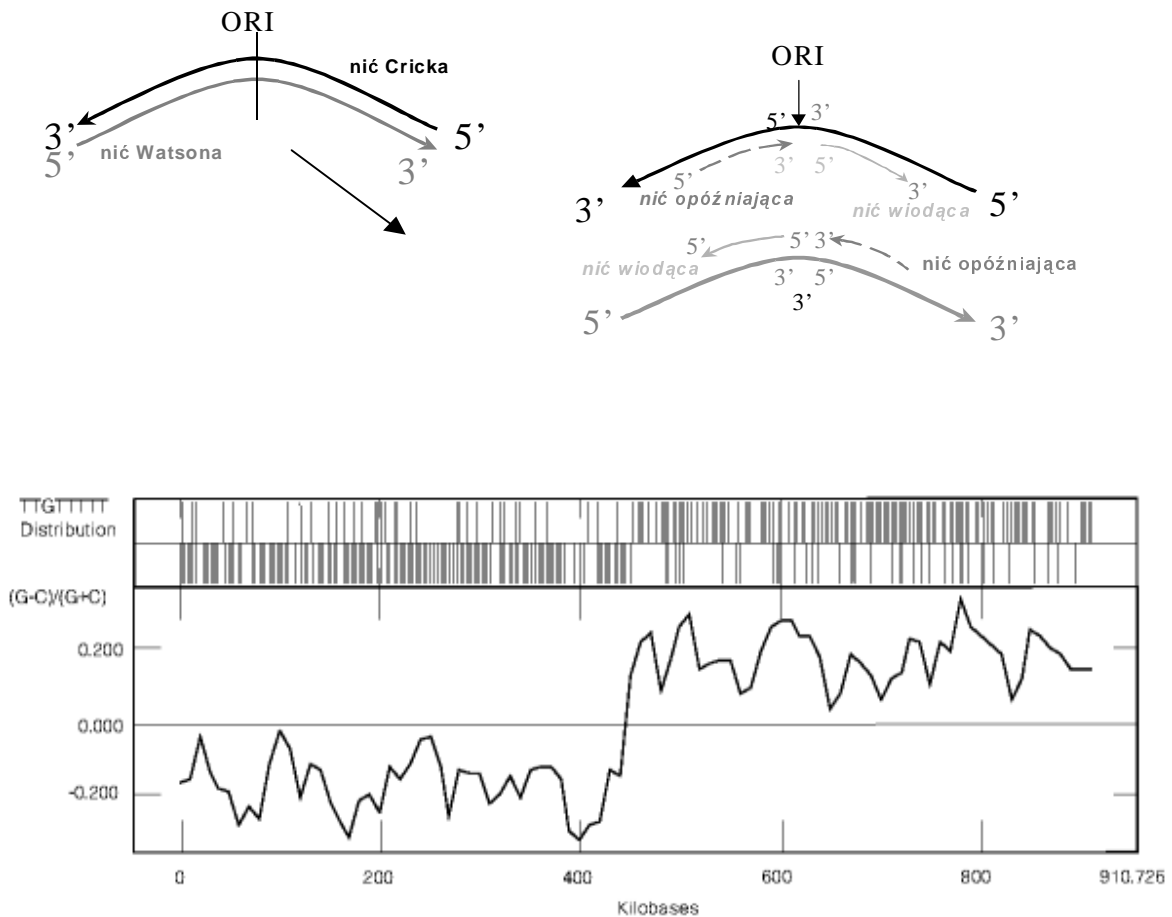 ORI
nić Cricka
3’
5’
nić Watsona
5’
3’
ORI
5’ 3’
3’ 5’
5’
3’
nić opóźniająca
3’
nić wiodąca
5’
5’
5’ 3’
nić wiodąca
nić opóźniająca
3’ 5’
3’
5’
3’
TTGTTTTT
Distribution
(G-C)/(G+C)
0.200
0.000
-0.200
0 200 400 600 800 910.726
Kilobases